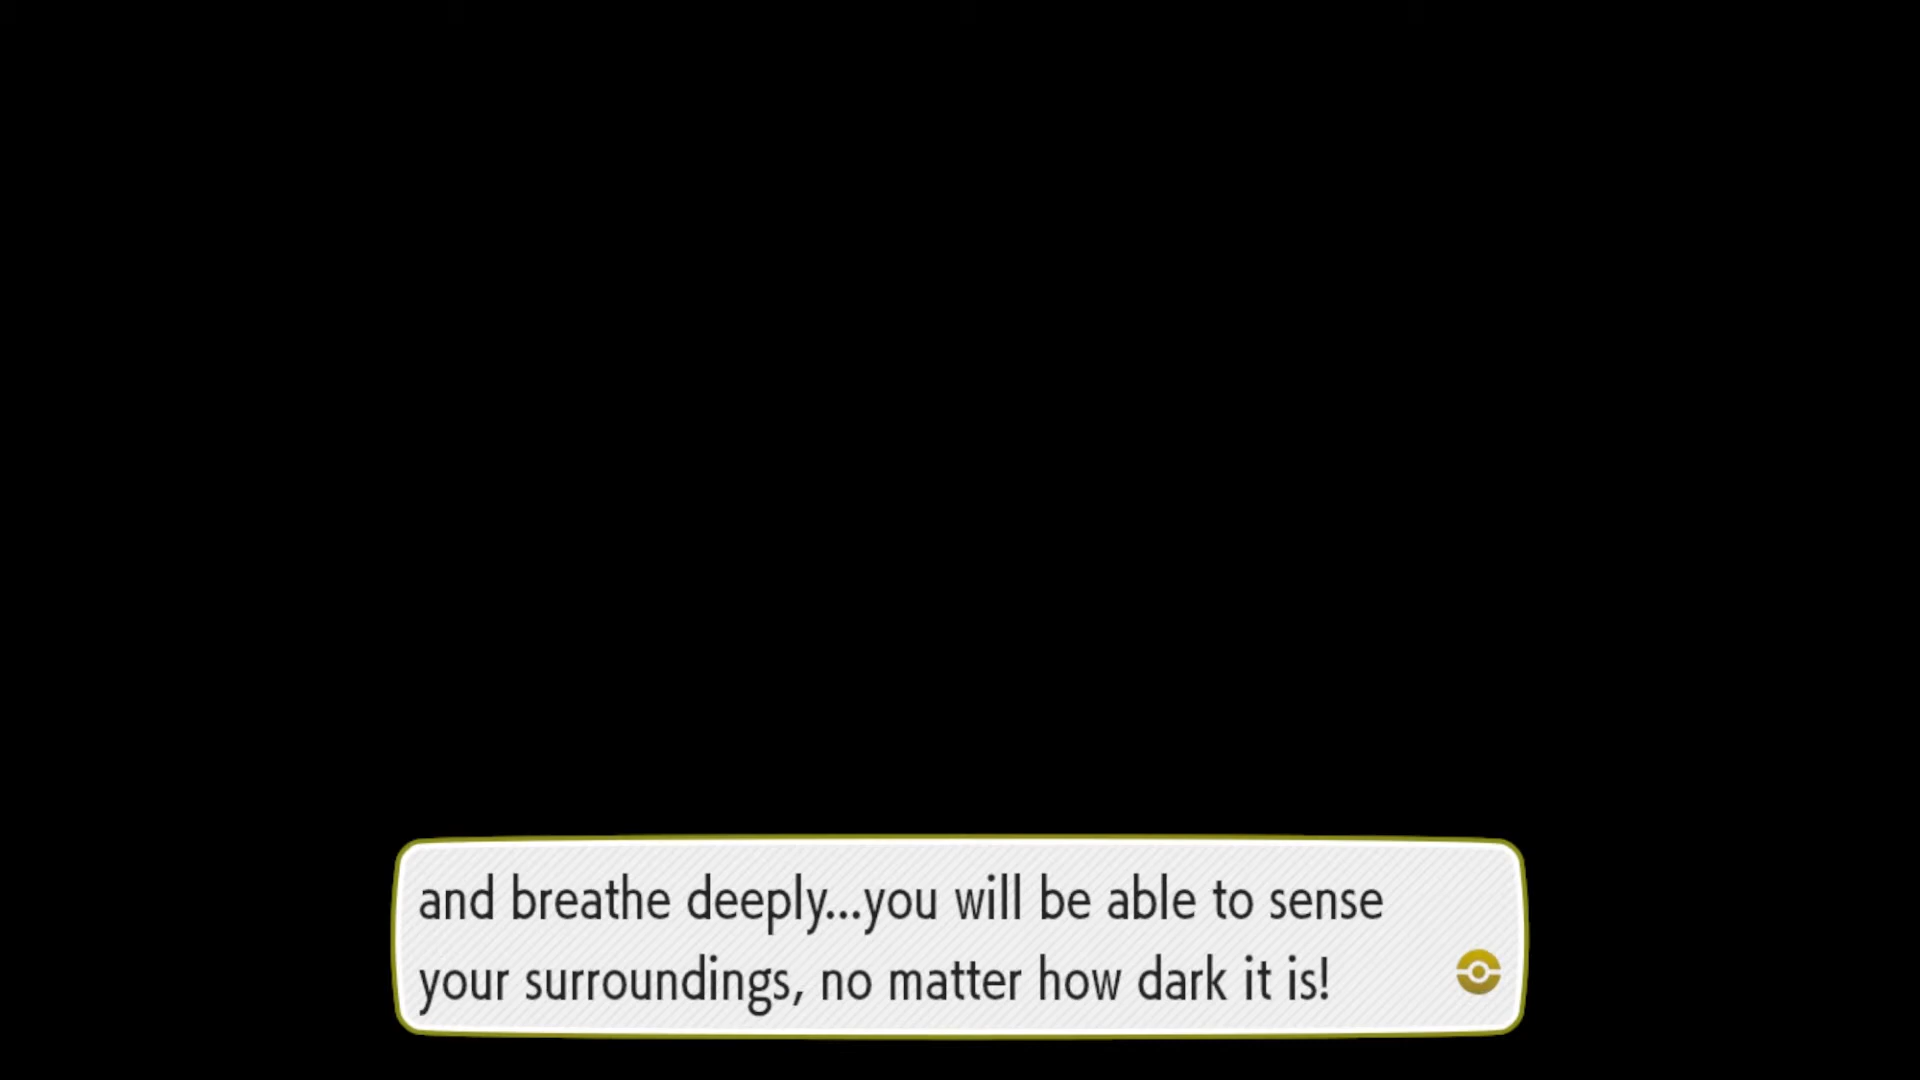 and breathe deeply...you will be able to sense
your surroundings, no matter how dark it is!